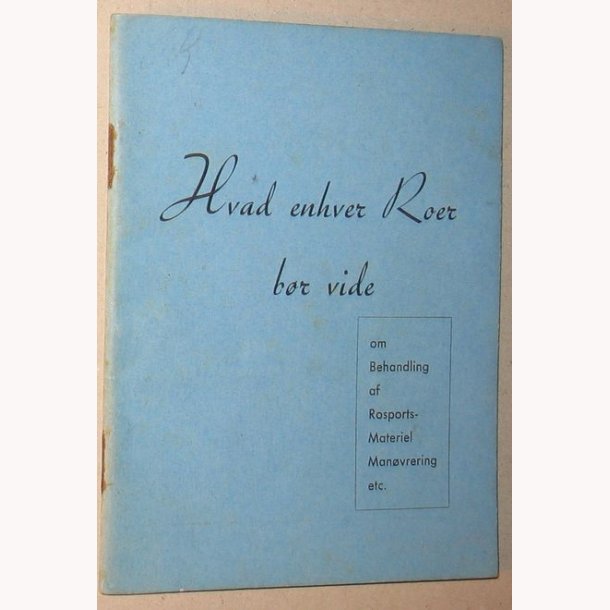 Hvad enhver Roer
bør vide
om
Behandling
af
Rosports-
Materiel
Manøvrering
etc.